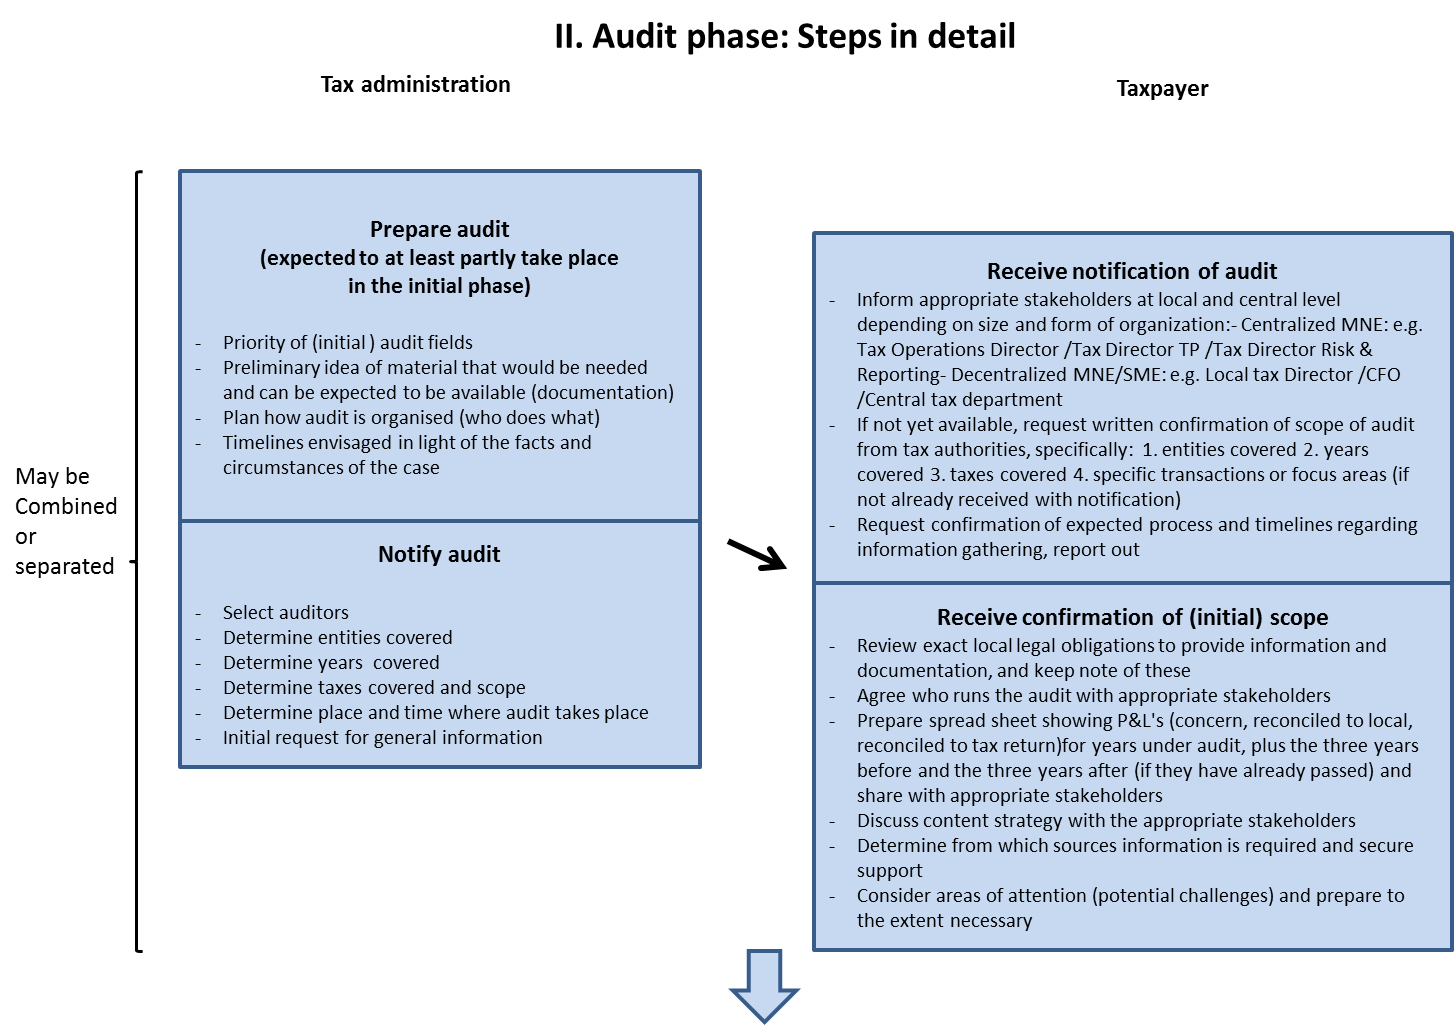 II. Audit phase: Steps in detail
Tax administration
Taxpayer
May be
Combined
or
separated
Prepare audit
(expected to at least partly take place
in the initial phase)
- Priority of (initial ) audit fields
- Preliminary idea of material that would be needed
and can be expected to be available (documentation)
- Plan how audit is organised (who does what)
- Timelines envisaged in light of the facts and
circumstances of the case
Notify audit
- Select auditors
- Determine entities covered
- Determine years  covered
- Determine taxes covered and scope
- Determine place and time where audit takes place
- Initial request for general information
Receive notification of audit
- Inform appropriate stakeholders at local and central level
depending on size and form of organization:- Centralized MNE: e.g.
Tax Operations Director /Tax Director TP /Tax Director Risk &
Reporting- Decentralized MNE/SME: e.g. Local tax Director /CFO
/Central tax department
- If not yet available, request written confirmation of scope of audit
from tax authorities, specifically:  1. entities covered 2. years
covered 3. taxes covered 4. specific transactions or focus areas (if
not already received with notification)
- Request confirmation of expected process and timelines regarding
information gathering, report out
Receive confirmation of (initial) scope
- Review exact local legal obligations to provide information and
documentation, and keep note of these
- Agree who runs the audit with appropriate stakeholders
- Prepare spread sheet showing P&L's (concern, reconciled to local,
reconciled to tax return)for years under audit, plus the three years
before and the three years after (if they have already passed) and
share with appropriate stakeholders
- Discuss content strategy with the appropriate stakeholders
- Determine from which sources information is required and secure
support
- Consider areas of attention (potential challenges) and prepare to
the extent necessary